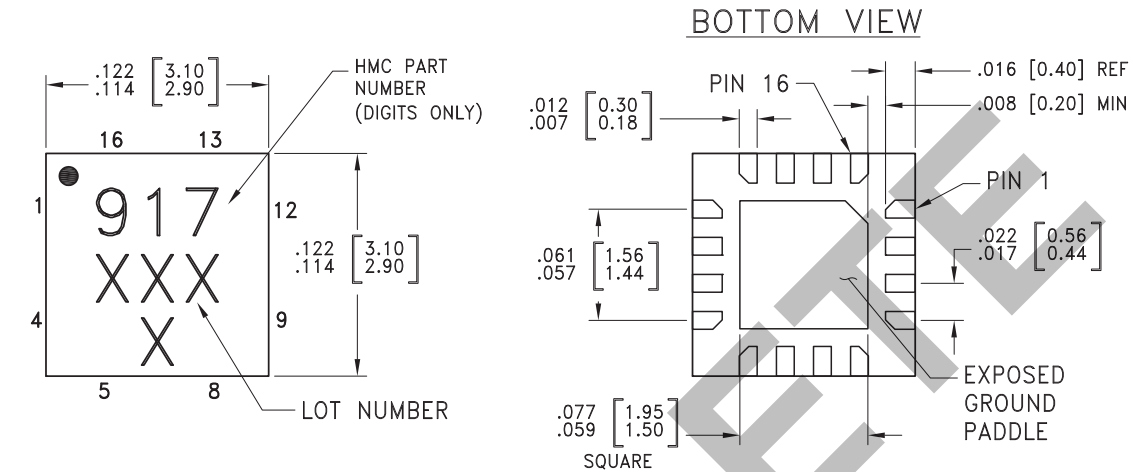 BOTTOM VIEW
.122 [3.10]
.114 [2.90]
HMC PART
NUMBER
(DIGITS ONLY)
16 13
1
917
12
XXX
X
4
9
5 8
LOT NUMBER
.122 [3.10]
.114 [2.90]
PIN 16
.016 [0.40] REF
.008 [0.20] MIN
.012 [0.30]
.007 [0.18]
PIN 1
.022 [0.56]
.017 [0.44]
.061 [1.56]
.057 [1.44]
EXPOSED
GROUND
PADDLE
.077 [1.95]
.059 [1.50]
SQUARE
ETE